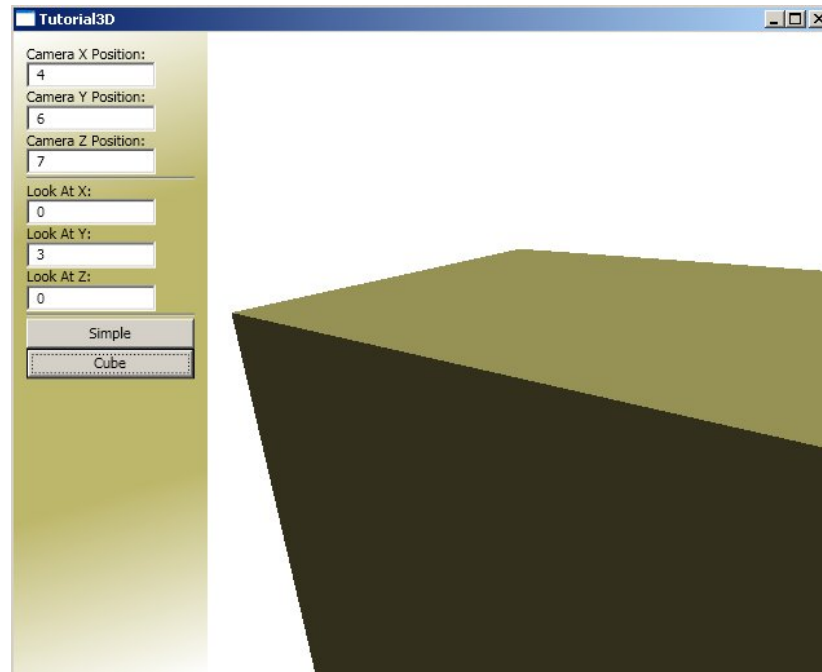 Tutorial3D
Camera X Position:
4
Camera Y Position:
6
Camera Z Position:
7
Look At X:
0
Look At Y:
3
Look At Z:
0
Simple
Cube